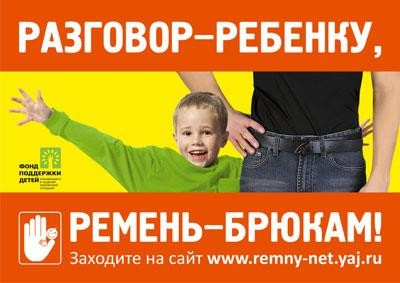 РАЗГОВОР-РЕБЕНКУ,
ФОНД
ПОДДЕРЖКИ
ДЕТЕЙ
РЕМЕНЬ-БРЮКАМ!
Заходите на сайт www.remny-net.yaj.ru